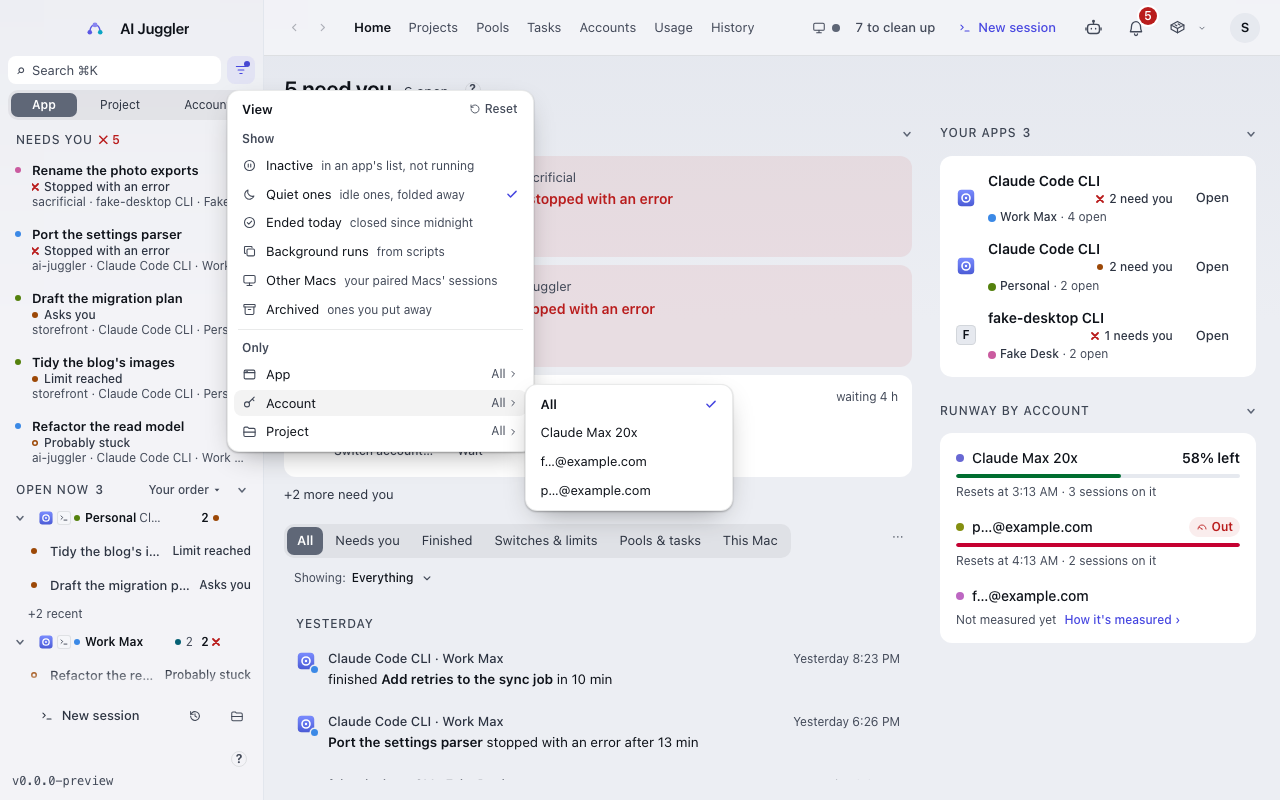 AI Juggler
Search ⌘K
App
Project
Accoun
NEEDS YOU 5
Rename the photo exports
Stopped with an error
sacrificial · fake-desktop CLI · Fake
Port the settings parser
Stopped with an error
ai-juggler · Claude Code CLI · Work
Draft the migration plan
Asks you
storefront · Claude Code CLI · Pers
Tidy the blog's images
Limit reached
storefront · Claude Code CLI · Pers
Refactor the read model
Probably stuck
ai-juggler · Claude Code CLI · Work ...
OPEN NOW 3
Your order
Personal Cl...
2
Tidy the blog's i...
Limit reached
Draft the migration p...
Asks you
+2 recent
Work Max
2 2
Refactor the re...
Probably stuck
New session
?
v0.0.0-preview
Home
Projects
Pools
Tasks
Accounts
Usage
History
7 to clean up
New session
5
S
5 need you
6 open
?
View
Reset
Show
Inactive in an app's list, not running
Quiet ones idle ones, folded away
Ended today closed since midnight
Background runs from scripts
Other Macs your paired Macs' sessions
Archived ones you put away
Only
App
All
Account
All
Project
All
All
Claude Max 20x
f...@example.com
p...@example.com
crificial
topped with an error
uggler
pped with an error
waiting 4 h
Switch account...
Wait
+2 more need you
All
Needs you
Finished
Switches & limits
Pools & tasks
This Mac
...
Showing: Everything
YESTERDAY
Claude Code CLI · Work Max
Yesterday 8:23 PM
finished Add retries to the sync job in 10 min
Claude Code CLI · Work Max
Yesterday 6:26 PM
Port the settings parser stopped with an error after 13 min
YOUR APPS 3
Claude Code CLI
2 need you
Work Max · 4 open
Open
Claude Code CLI
2 need you
Personal · 2 open
Open
F
fake-desktop CLI
1 needs you
Fake Desk · 2 open
Open
RUNWAY BY ACCOUNT
Claude Max 20x
58% left
Resets at 3:13 AM · 3 sessions on it
p...@example.com
Out
Resets at 4:13 AM · 2 sessions on it
f...@example.com
Not measured yet
How it's measured ›